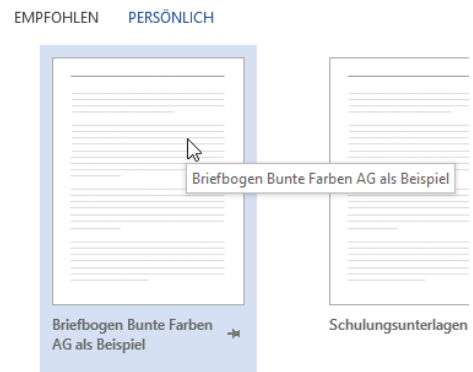 EMPFOHLEN PERSÖNLICH
Briefbogen Bunte Farben AG als Beispiel
Briefbogen Bunte Farben
AG als Beispiel
Schulungsunterlagen